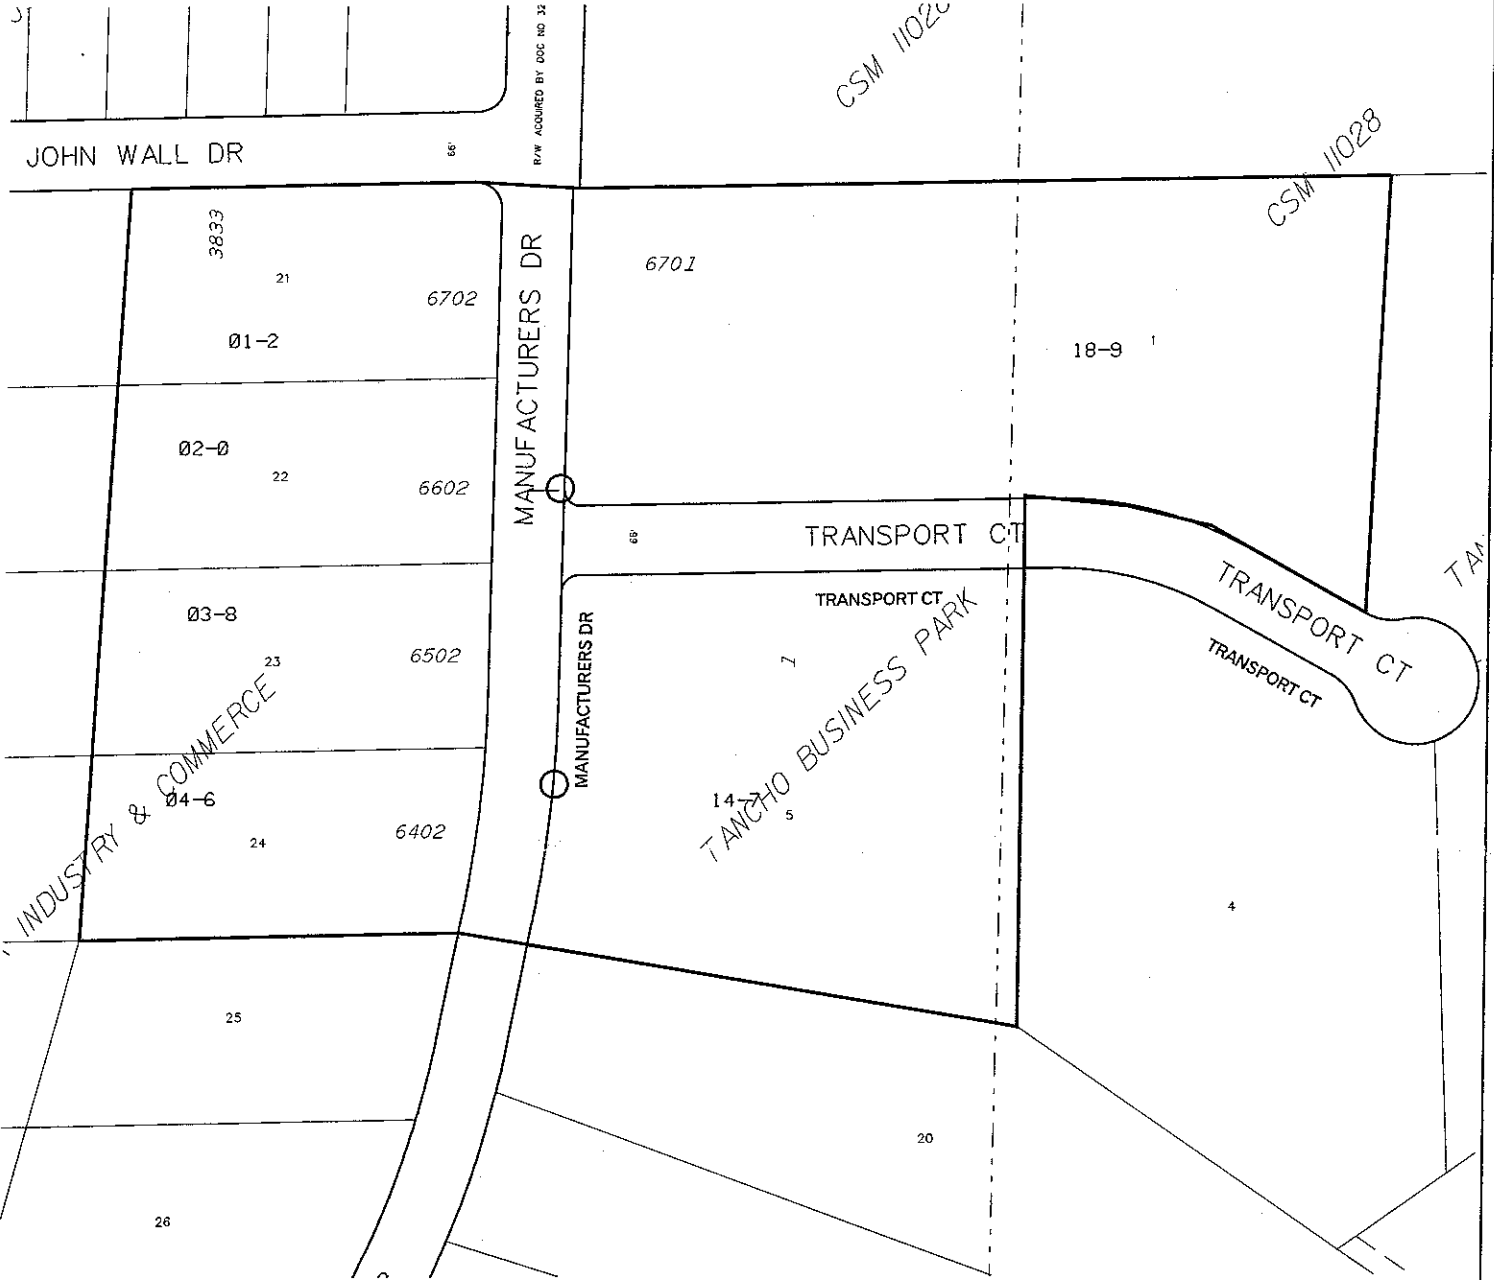 R/W ACQUIRED BY DOC NO 32
CSM 11028
JOHN WALL DR
66'
CSM 11028
3833
21
6702
01-2
MANUFACTURERS DR
6701
18-9
1
02-0
22
6602
66'
TRANSPORT CT
TRANSPORT CT
TRANSPORT CT
TRANSPORT CT
03-8
23
6502
MANUFACTURERS DR
INDUSTRY & COMMERCE
04-6
24
6402
14-7
5
TANCHO BUSINESS PARK
TAN
4
25
20
26